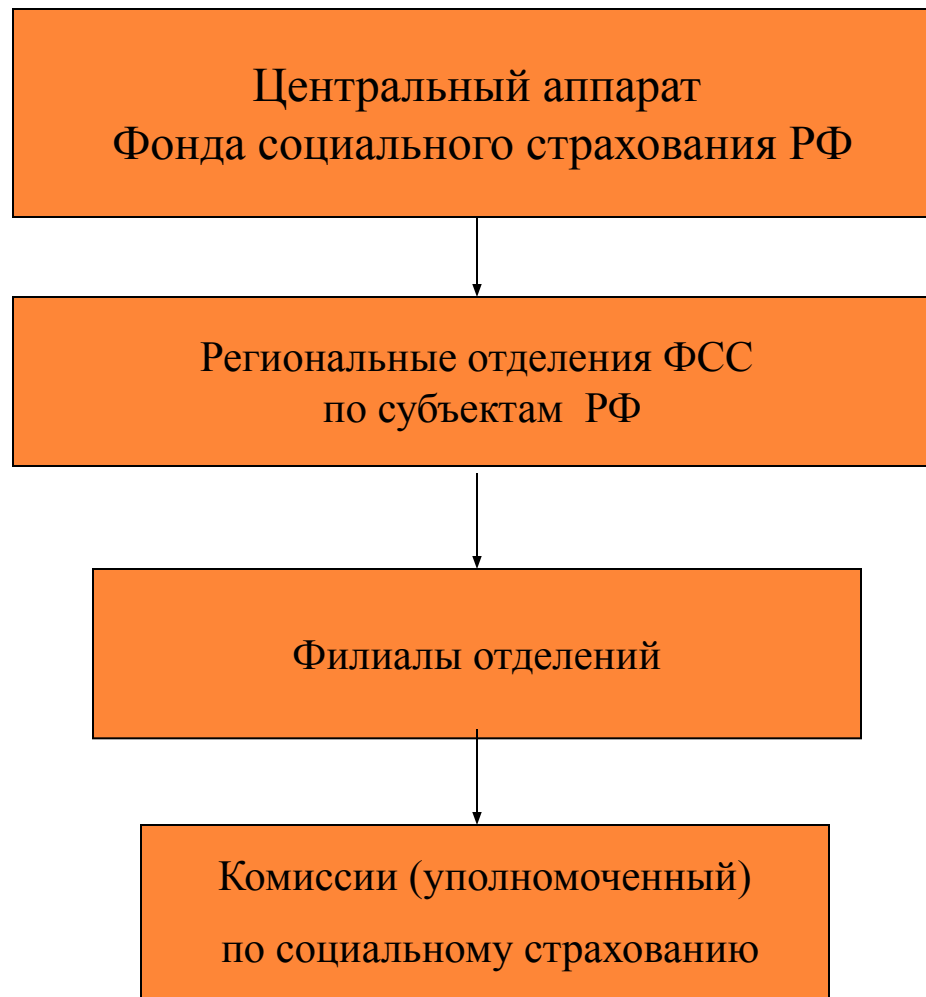 Центральный аппарат
Фонда социального страхования РФ
Региональные отделения ФСС
по субъектам РФ
Филиалы отделений
Комиссии (уполномоченный)
по социальному страхованию